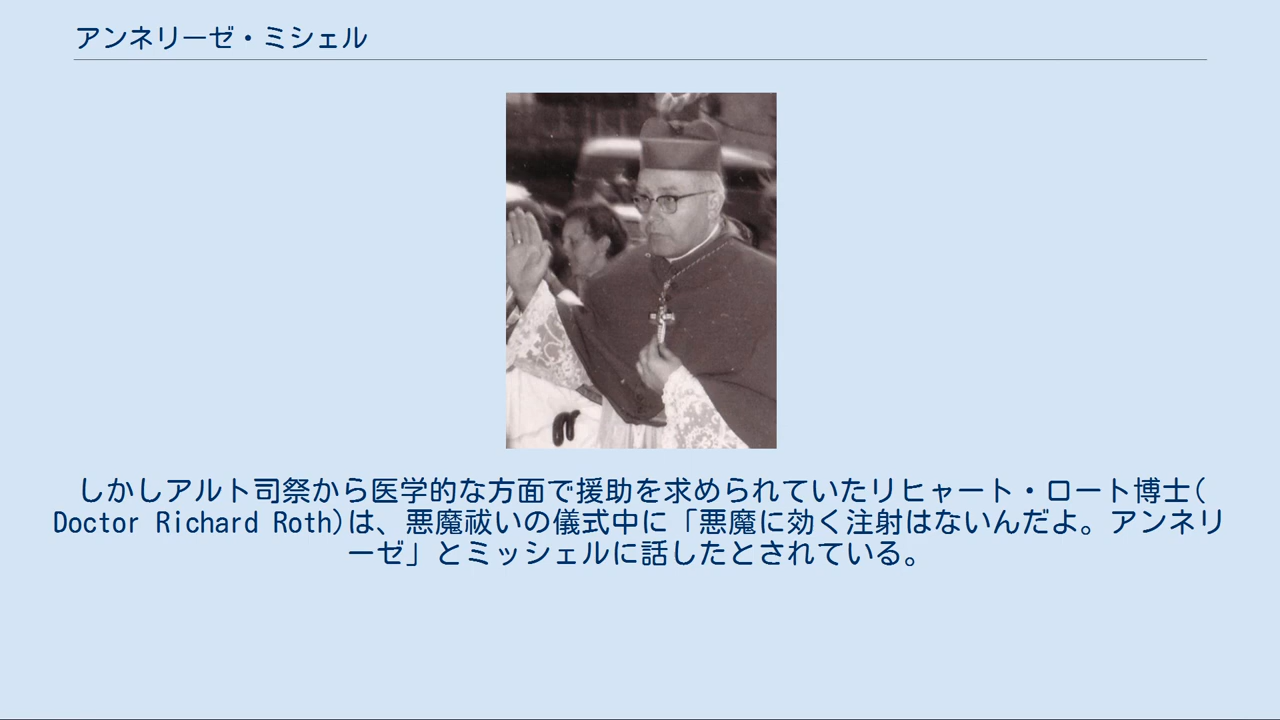 アンネリーゼ・ミシェル
しかしアルト司祭から医学的な方面で援助を求められていたリヒャート・ロート博士(
Doctor Richard Roth)は、悪魔祓いの儀式中に「悪魔に効く注射はないんだよ。アンネリ
ーゼ」とミッシェルに話したとされている。